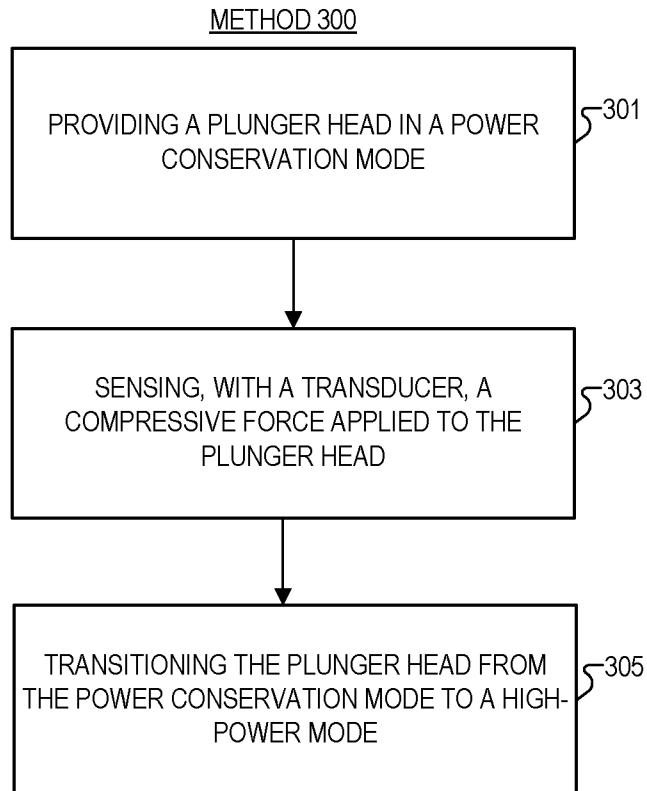 METHOD 300
PROVIDING A PLUNGER HEAD IN A POWER
CONSERVATION MODE
301
SENSING, WITH A TRANSDUCER, A
COMPRESSIVE FORCE APPLIED TO THE
PLUNGER HEAD
303
TRANSITIONING THE PLUNGER HEAD FROM
THE POWER CONSERVATION MODE TO A HIGH-
POWER MODE
305